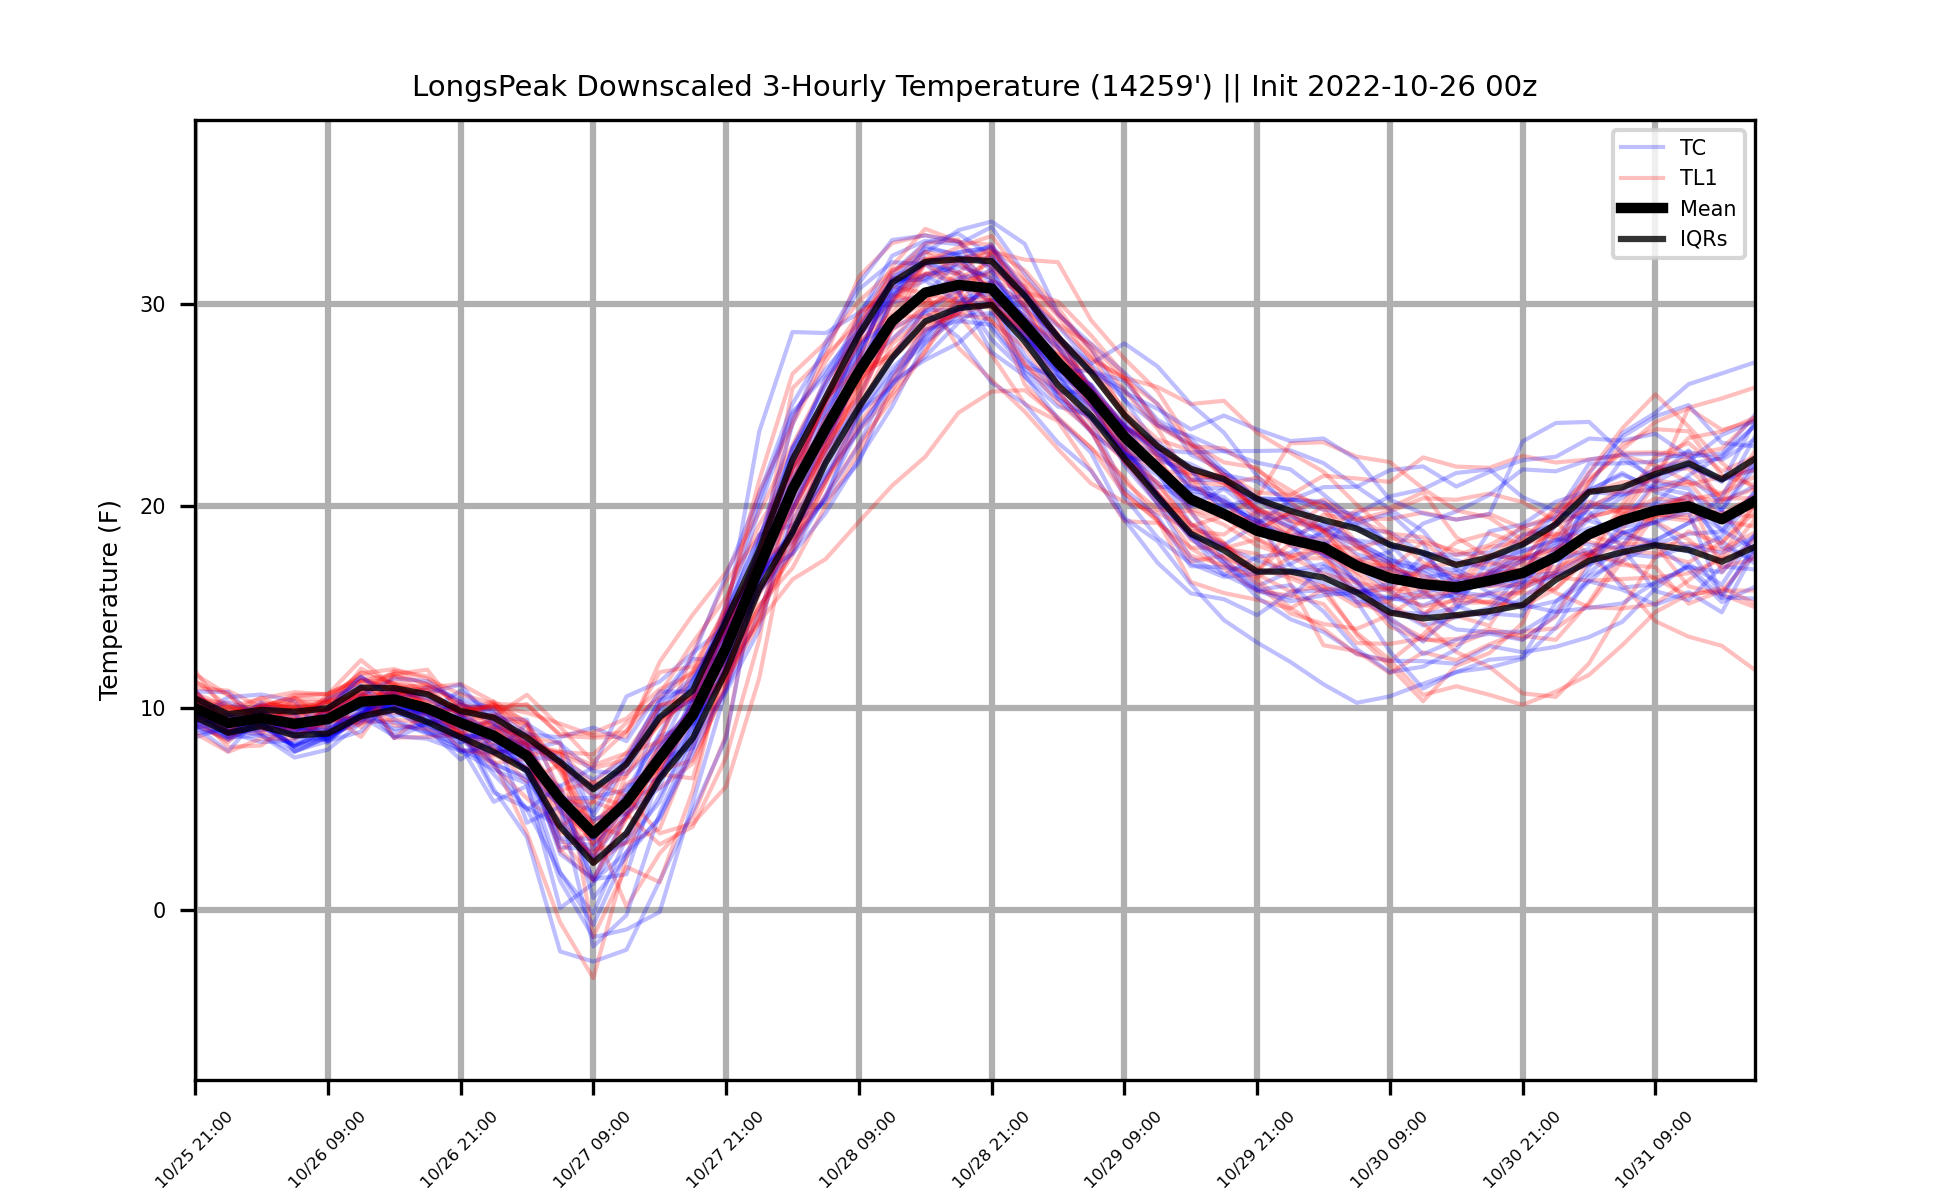 LongsPeak Downscaled 3-Hourly Temperature (14259') || Init 2022-10-26 00z
TC
TL1
Mean
IQRs
Temperature (F)
30
20
10
0
10/25 21:00
10/26 09:00
10/26 21:00
10/27 09:00
10/27 21:00
10/28 09:00
10/28 21:00
10/29 09:00
10/29 21:00
10/30 09:00
10/30 21:00
10/31 09:00